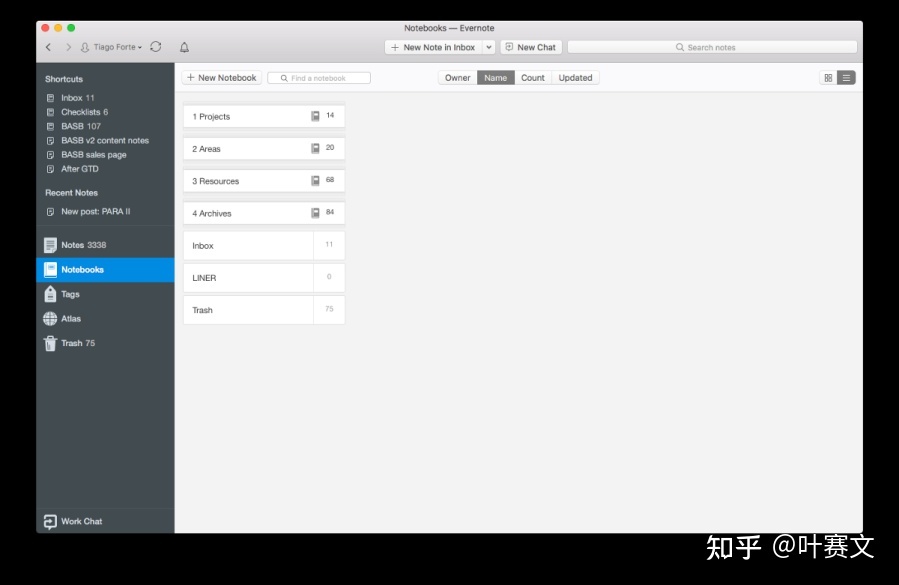 Notebooks — Evernote
Tiago Forte
+ New Note in Inbox
New Chat
Search notes
Shortcuts
Inbox 11
Checklists 6
BASB 107
BASB v2 content notes
BASB sales page
After GTD
Recent Notes
New post: PARA II
Notes 3338
Notebooks
Tags
Atlas
Trash 75
Work Chat
+ New Notebook
Find a notebook
Owner Name Count Updated
1 Projects 14
2 Areas 20
3 Resources 68
4 Archives 84
Inbox 11
LINER 0
Trash 75
知乎 @叶赛文